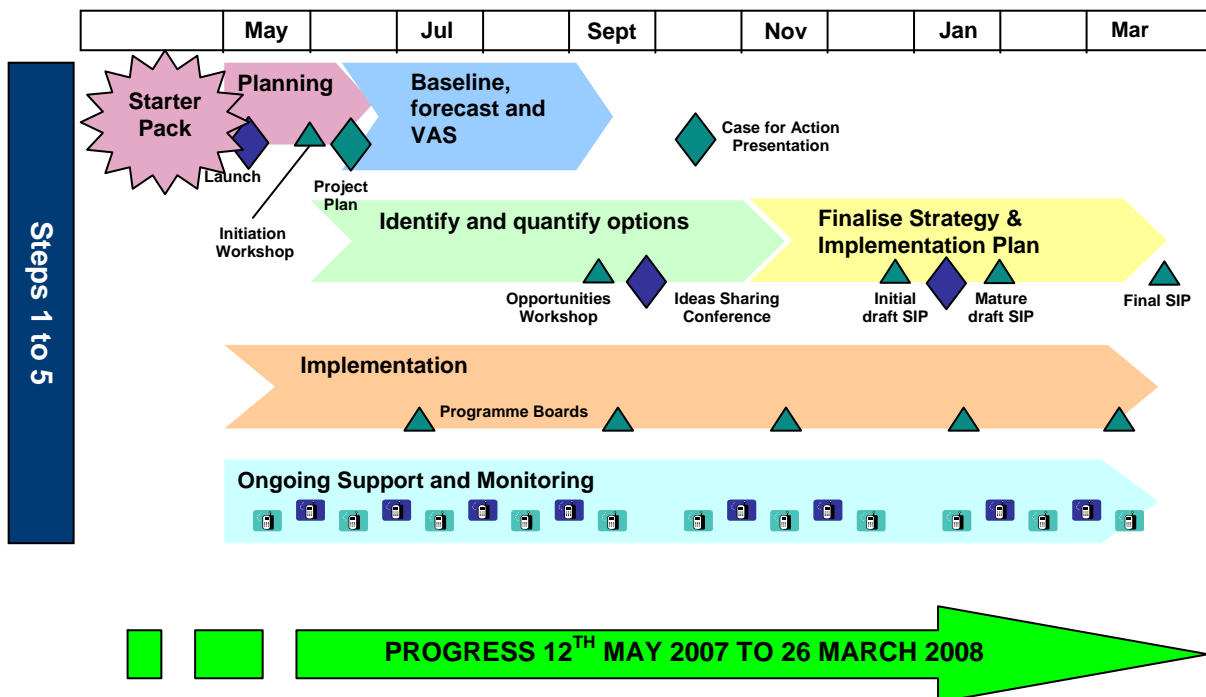 May Jul Sept Nov Jan Mar
Steps 1 to 5
Starter
Pack
Planning
Baseline,
forecast and
VAS
Launch
Initiation
Workshop
Project
Plan
Case for Action
Presentation
Identify and quantify options
Finalise Strategy &
Implementation Plan
Opportunities
Workshop
Ideas Sharing
Conference
Initial
draft SIP
Mature
draft SIP
Final SIP
Implementation
Programme Boards
Ongoing Support and Monitoring
PROGRESS 12TH MAY 2007 TO 26 MARCH 2008